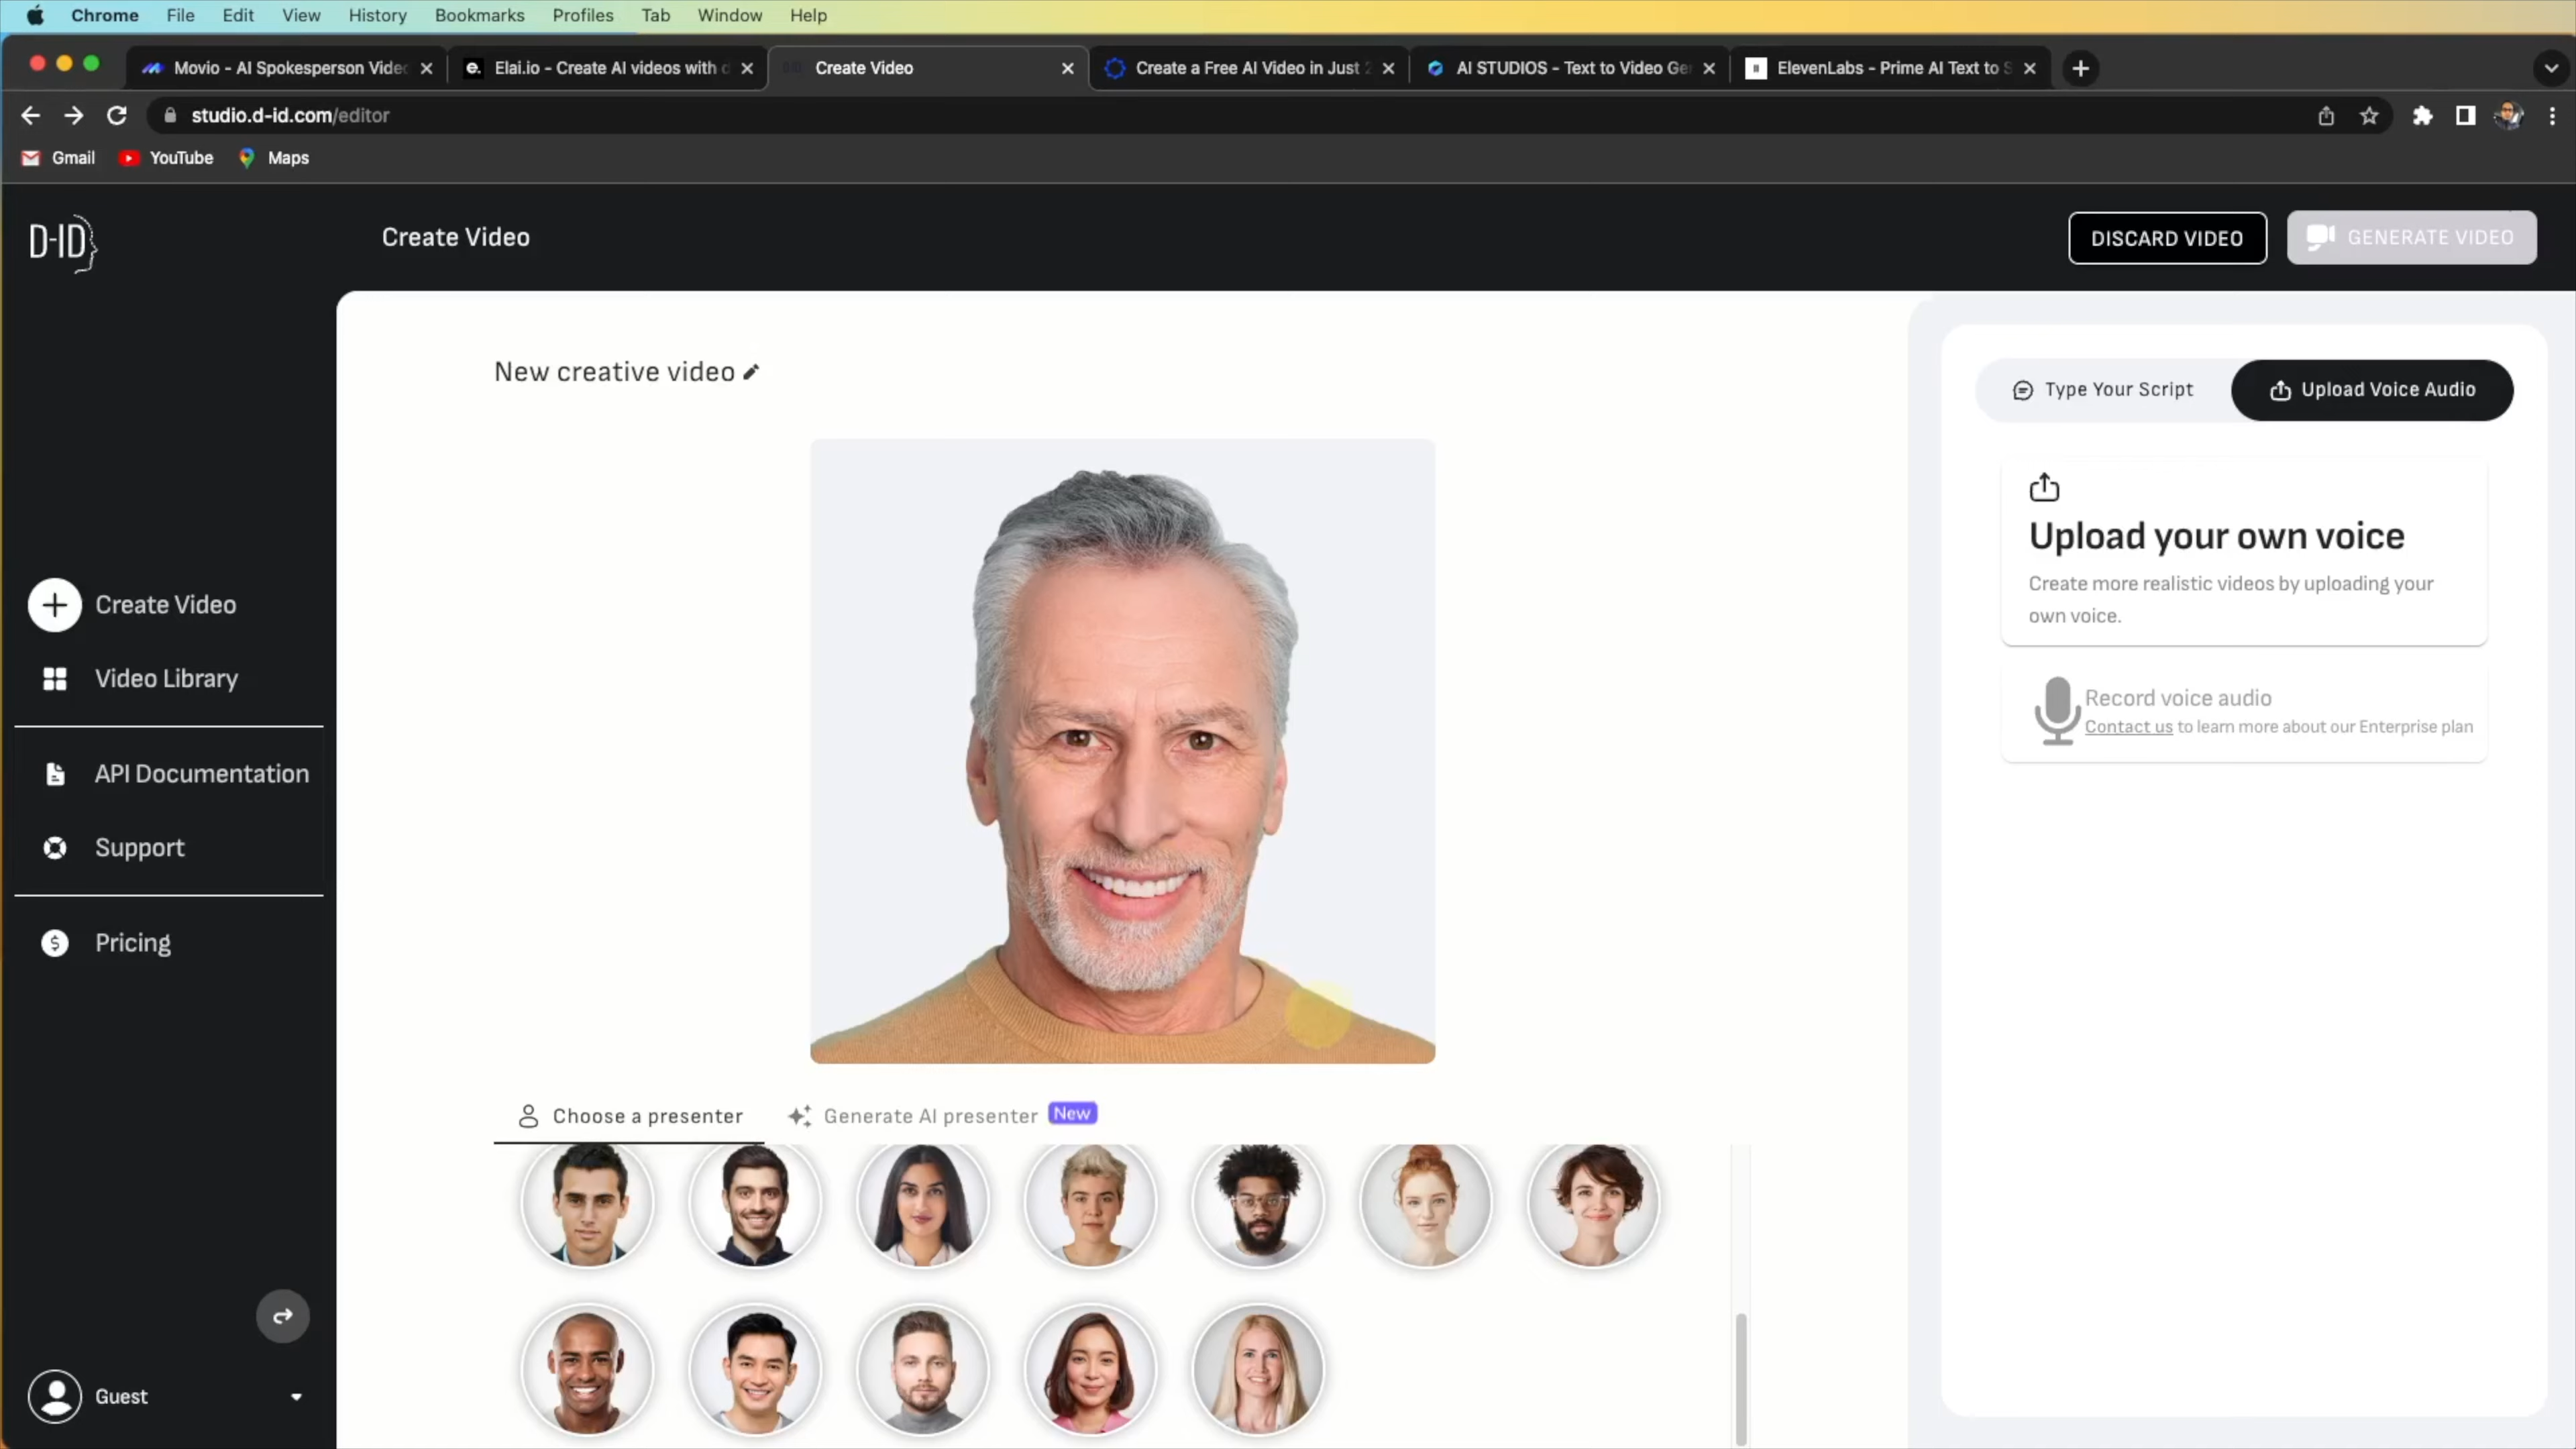 Chrome File Edit View History Bookmarks Profiles Tab Window Help
Movio - AI Spokesperson Vide
Elai.io - Create AI videos with
Create Video
Create a Free AI Video in Just
AI STUDIOS - Text to Video Ge
ElevenLabs - Prime AI Text to
studio.d-id.com/editor
Gmail YouTube Maps
D-ID
Create Video
DISCARD VIDEO
GENERATE VIDEO
Create Video
Video Library
API Documentation
Support
Pricing
Guest
New creative video
Choose a presenter
Generate AI presenter New
Type Your Script
Upload Voice Audio
Upload your own voice
Create more realistic videos by uploading your
own voice.
Record voice audio
Contact us to learn more about our Enterprise plan